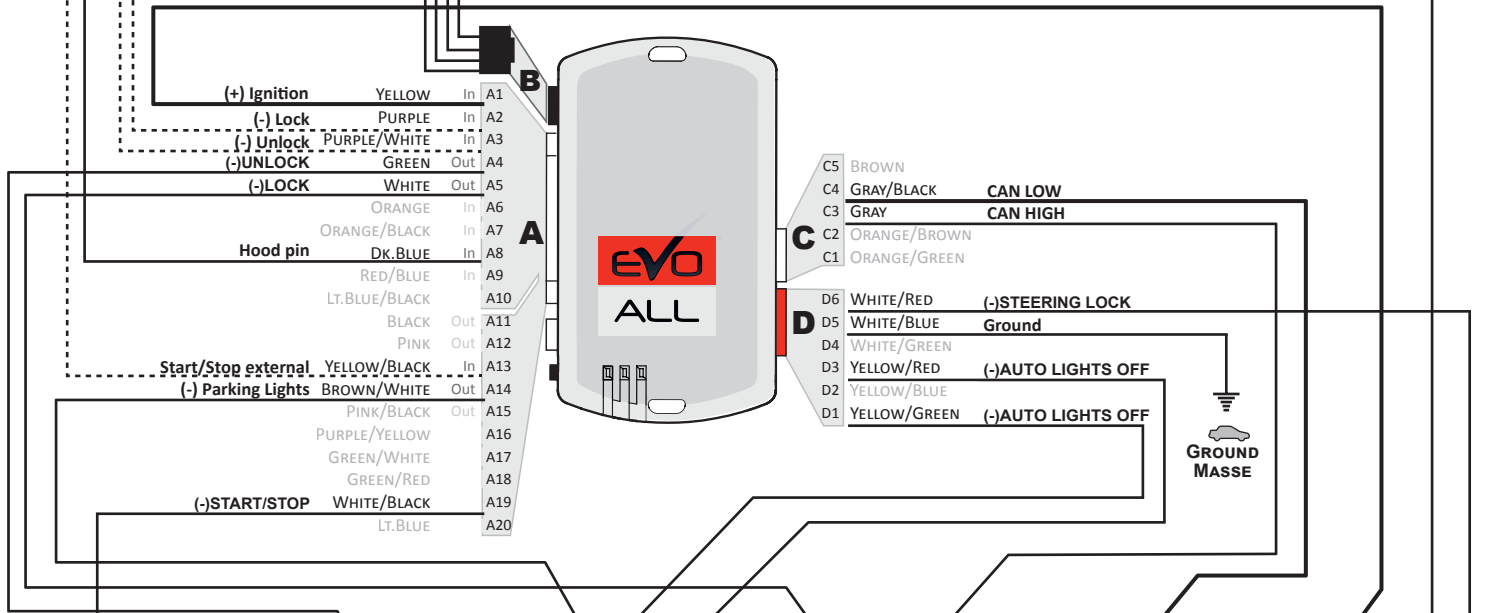 B
(+) Ignition YELLOW In A1
(-) Lock PURPLE In A2
(-) Unlock PURPLE/WHITE In A3
(-)UNLOCK GREEN Out A4
(-)LOCK WHITE Out A5
ORANGE In A6
ORANGE/BLACK In A7
Hood pin DK.BLUE In A8
RED/BLUE In A9
LT.BLUE/BLACK A10
BLACK Out A11
PINK Out A12
Start/Stop external YELLOW/BLACK In A13
(-) Parking Lights BROWN/WHITE Out A14
PINK/BLACK Out A15
PURPLE/YELLOW A16
GREEN/WHITE A17
GREEN/RED A18
(-)START/STOP WHITE/BLACK A19
LT.BLUE A20
A
EVO
ALL
C
C5 BROWN
C4 GRAY/BLACK CAN LOW
C3 GRAY CAN HIGH
C2 ORANGE/BROWN
C1 ORANGE/GREEN
D
D6 WHITE/RED (-)STEERING LOCK
D5 WHITE/BLUE Ground
D4 WHITE/GREEN
D3 YELLOW/RED (-)AUTO LIGHTS OFF
D2 YELLOW/BLUE
D1 YELLOW/GREEN (-)AUTO LIGHTS OFF
GROUND
MASSE